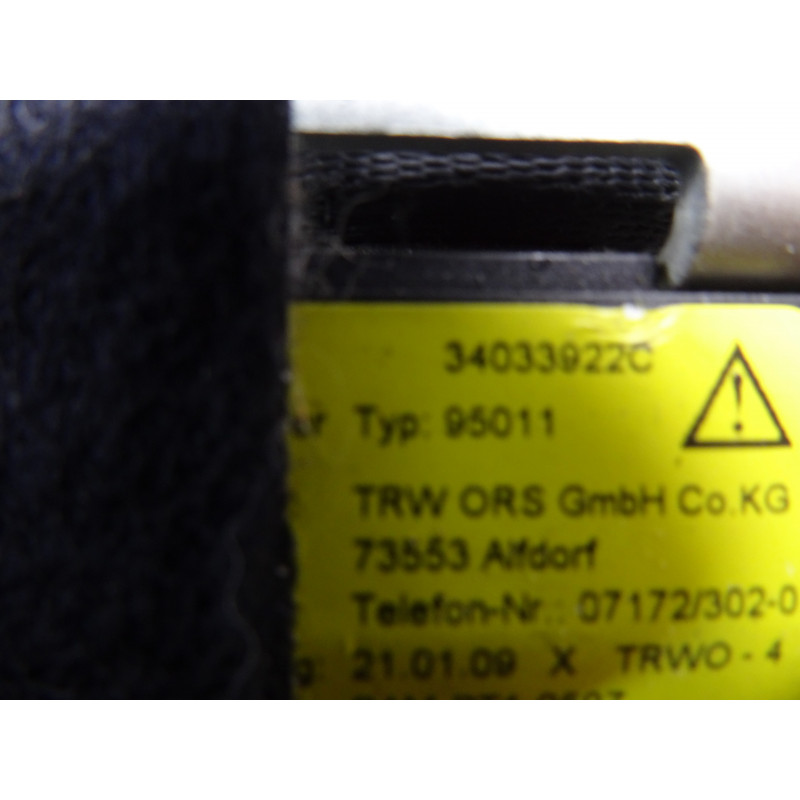 34033922C
er Typ: 95011
TRW ORS GmbH Co.KG
73553 Alfdorf
Telefon-Nr.: 07172/302-0
g: 21.01.09 X TRWO - 4